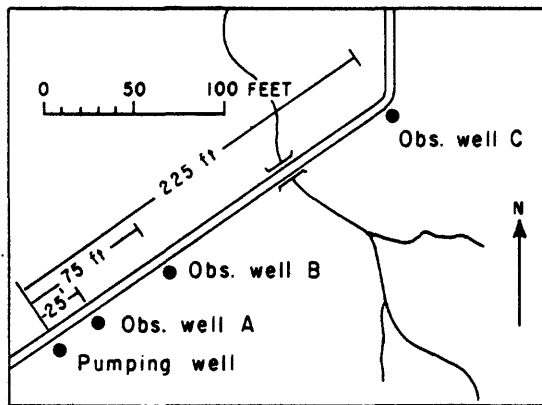 0 50 100 FEET
225 ft
75 ft
25'
Obs. well C
N
Obs. well B
Obs. well A
Pumping well